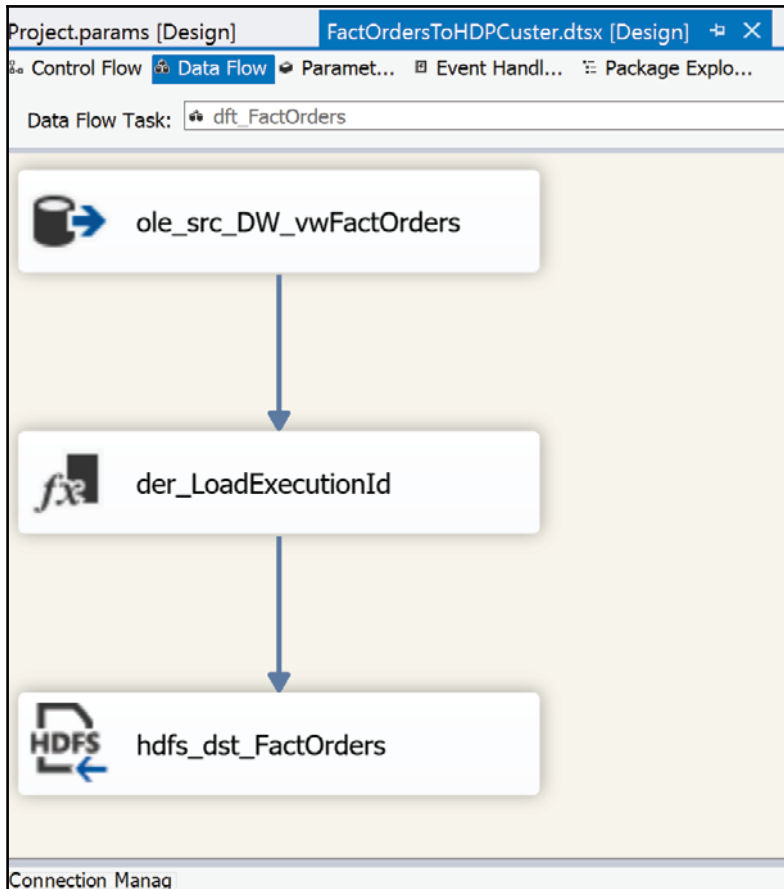 Project.params [Design] FactOrdersToHDPCuster.dtsx [Design]
Control Flow Data Flow Paramet... Event Handl... Package Explo...
Data Flow Task: dft_FactOrders
ole_src_DW_vwFactOrders
fx
der_LoadExecutionId
HDFS
hdfs_dst_FactOrders
Connection Manag